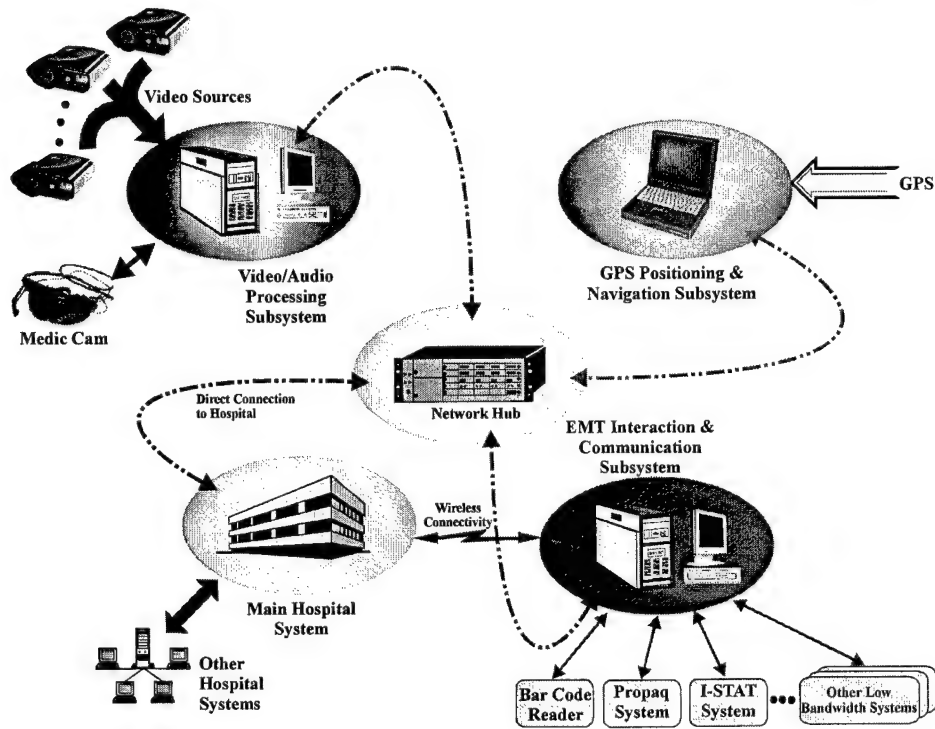 Video Sources
GPS
Video/Audio
Processing
Subsystem
GPS Positioning &
Navigation Subsystem
Medic Cam
Direct Connection
to Hospital
Network Hub
EMT Interaction &
Communication
Subsystem
Wireless
Connectivity
Main Hospital
System
Other
Hospital
Systems
Bar Code
Reader
Propaq
System
I-STAT
System
Other Low
Bandwidth Systems